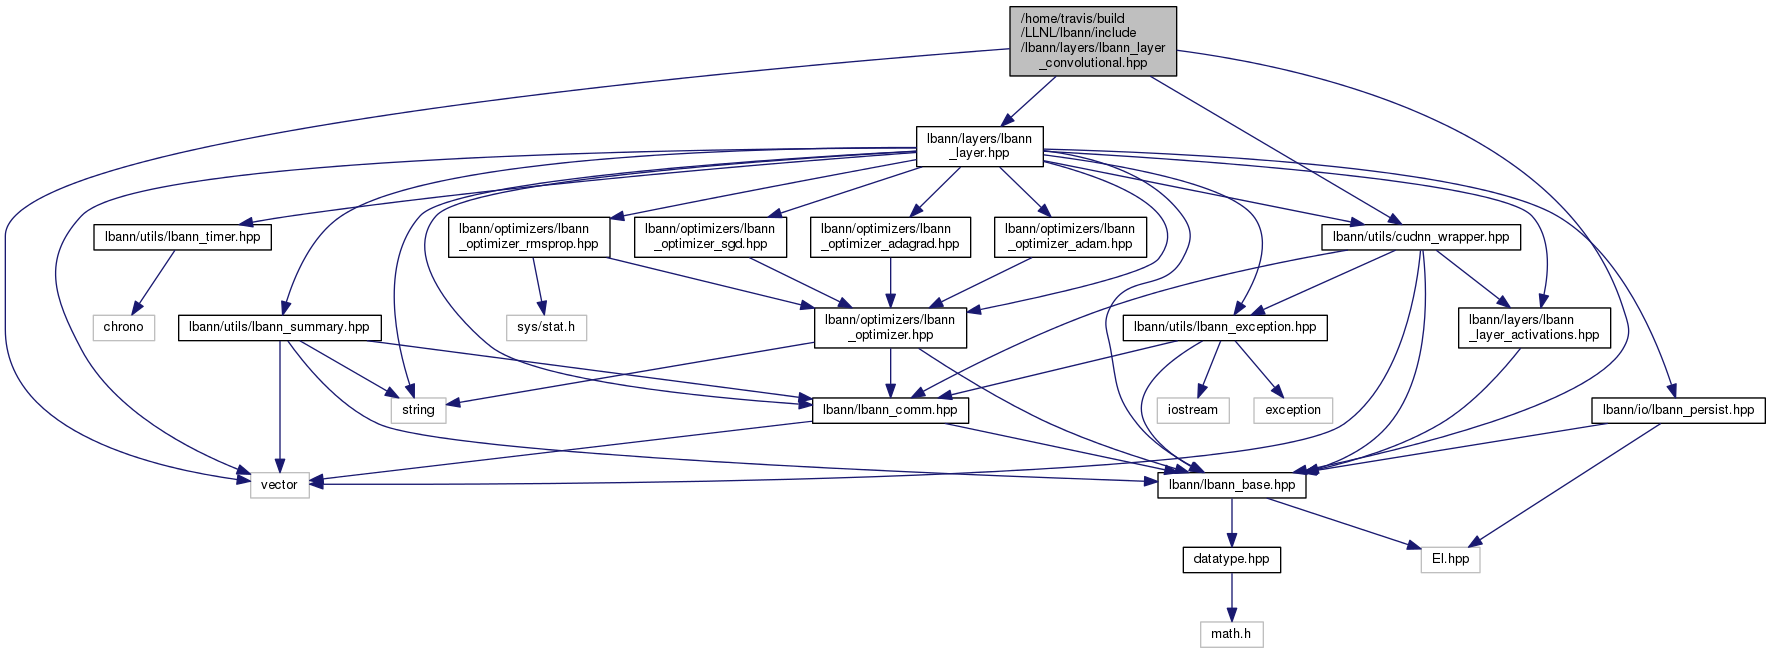 /home/travis/build
/LLNL/lbann/include
/lbann/layers/lbann_layer
_convolutional.hpp
lbann/layers/lbann
_layer.hpp
lbann/utils/lbann_timer.hpp
lbann/optimizers/lbann
_optimizer_rmsprop.hpp
lbann/optimizers/lbann
_optimizer_sgd.hpp
lbann/optimizers/lbann
_optimizer_adagrad.hpp
lbann/optimizers/lbann
_optimizer_adam.hpp
lbann/utils/cudnn_wrapper.hpp
chrono
lbann/utils/lbann_summary.hpp
sys/stat.h
lbann/optimizers/lbann
_optimizer.hpp
lbann/utils/lbann_exception.hpp
lbann/layers/lbann
_layer_activations.hpp
string
lbann/lbann_comm.hpp
iostream
exception
lbann/io/lbann_persist.hpp
vector
lbann/lbann_base.hpp
datatype.hpp
El.hpp
math.h